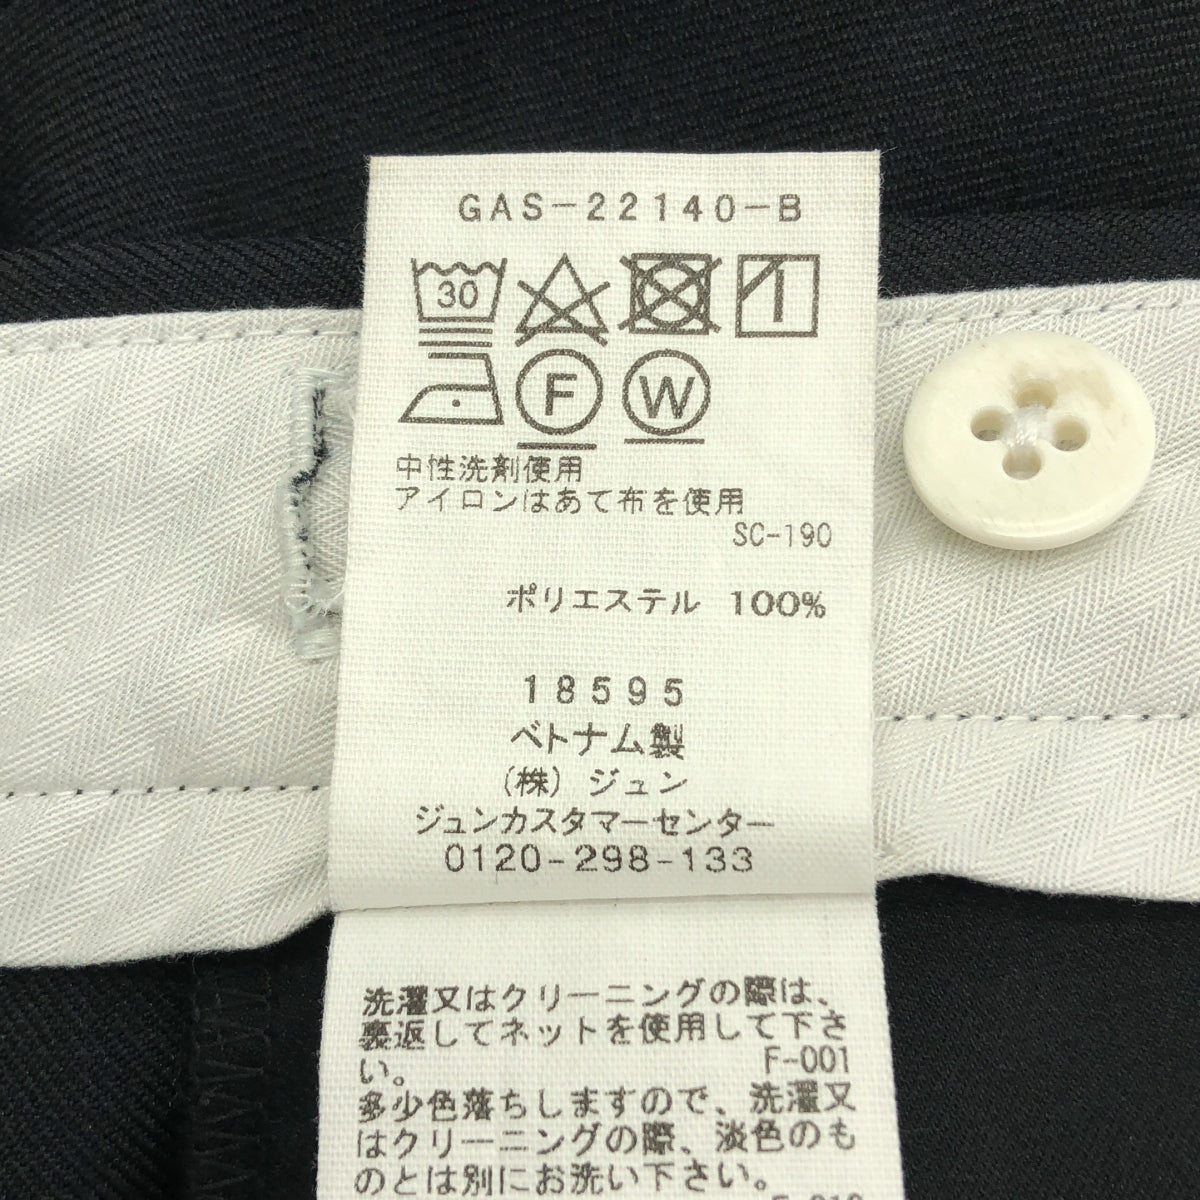 GAS-22140-B
30
F W
中性洗剤使用
アイロンはあて布を使用
SC-190
ポリエステル 100%
18595
ベトナム製
(株)ジュン
ジュンカスタマーセンター
0120-298-133
洗濯又はクリーニングの際は、
裏返してネットを使用して下さ
い。 F-001
多少色落ちしますので、洗濯又
はクリーニングの際、淡色のも
のとは別にお洗い下さい。